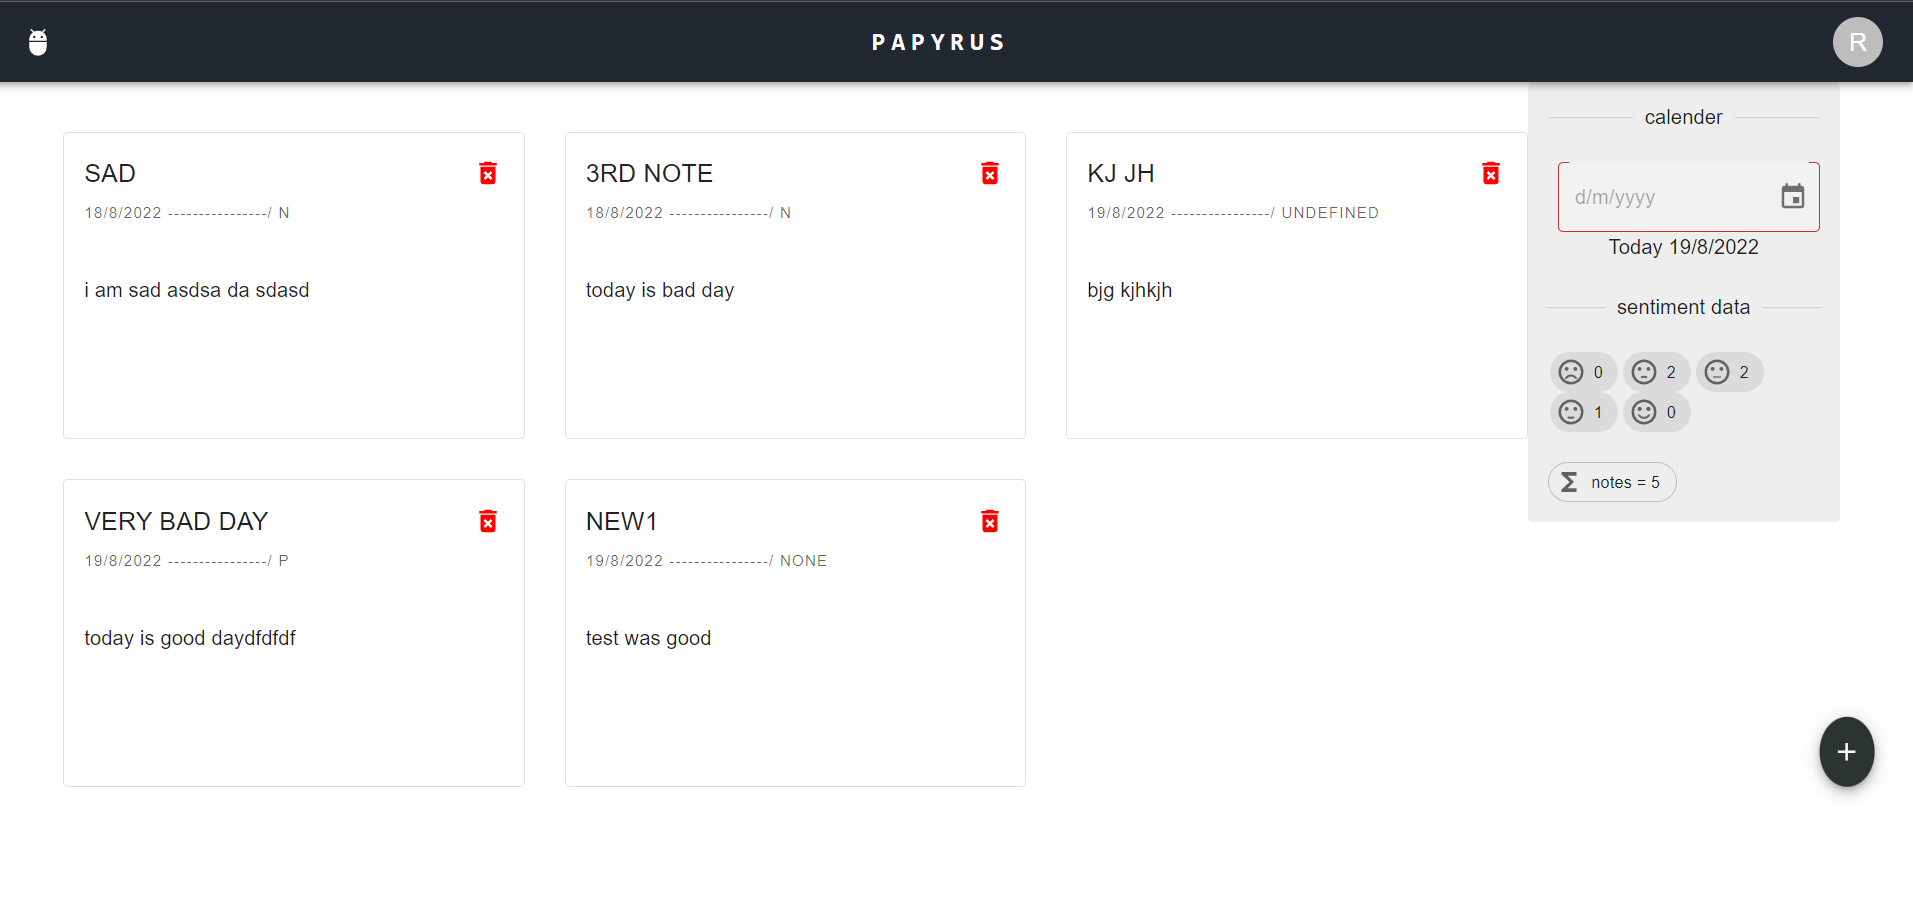 PAPYRUS
R
SAD
18/8/2022 ----------------/ N
i am sad asdsa da sdasd
3RD NOTE
18/8/2022 ----------------/ N
today is bad day
KJ JH
19/8/2022 ----------------/ UNDEFINED
bjg kjhkjh
VERY BAD DAY
19/8/2022 ----------------/ P
today is good daydfdfdf
NEW1
19/8/2022 ----------------/ NONE
test was good
calender
d/m/yyyy
Today 19/8/2022
sentiment data
0 2 2
1 0
Σ notes = 5
+